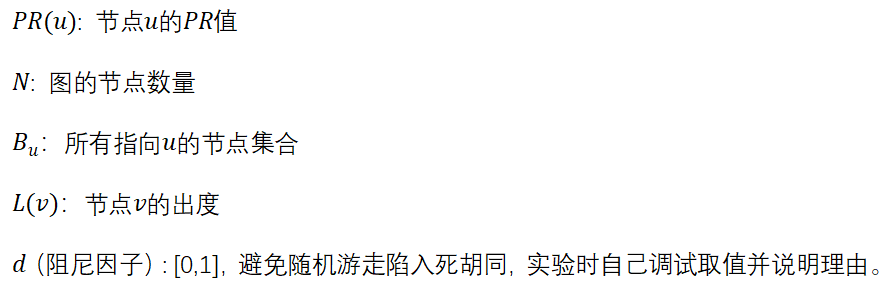 PR(u): 节点u的PR值
N: 图的节点数量
B_u: 所有指向u的节点集合
L(v): 节点v的出度
d（阻尼因子）: [0,1], 避免随机游走陷入死胡同, 实验时自己调试取值并说明理由。